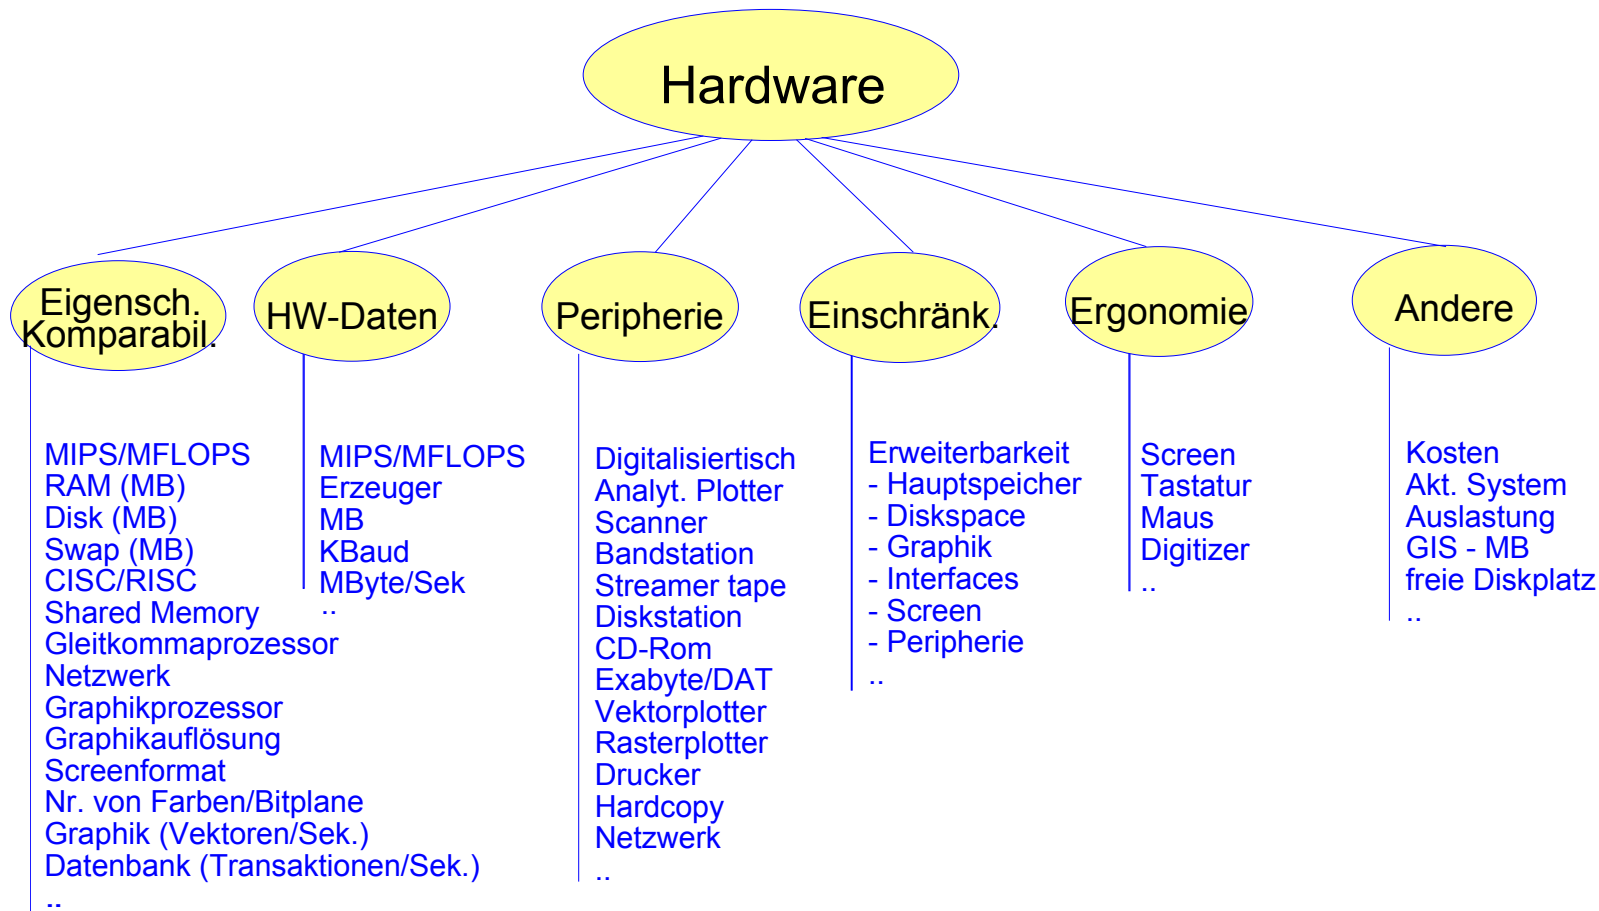 Hardware
Eigensch.
Komparabil.
MIPS/MFLOPS
RAM (MB)
Disk (MB)
Swap (MB)
CISC/RISC
Shared Memory
Gleitkommaprozessor
Netzwerk
Graphikprozessor
Graphikauflösung
Screenformat
Nr. von Farben/Bitplane
Graphik (Vektoren/Sek.)
Datenbank (Transaktionen/Sek.)
..
HW-Daten
MIPS/MFLOPS
Erzeuger
MB
KBaud
MByte/Sek
..
Peripherie
Digitalisiertisch
Analyt. Plotter
Scanner
Bandstation
Streamer tape
Diskstation
CD-Rom
Exabyte/DAT
Vektorplotter
Rasterplotter
Drucker
Hardcopy
Netzwerk
..
Einschränk.
Erweiterbarkeit
- Hauptspeicher
- Diskspace
- Graphik
- Interfaces
- Screen
- Peripherie
..
Ergonomie
Screen
Tastatur
Maus
Digitizer
..
Andere
Kosten
Akt. System
Auslastung
GIS - MB
freie Diskplatz
..